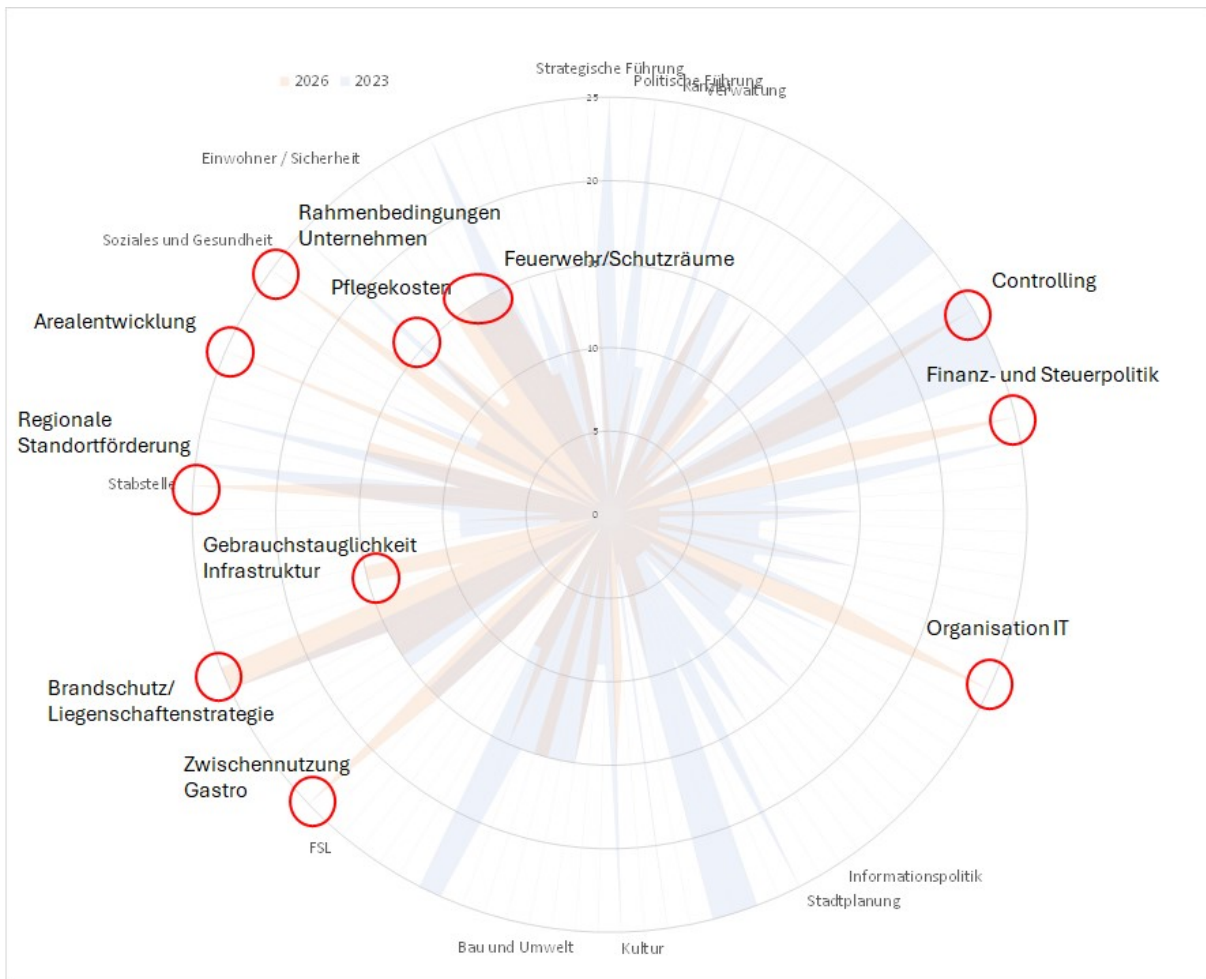 Strategische Führung
2026 2023
Politische Führung
Kanzlei
Verwaltung
25
Einwohner / Sicherheit
20
Rahmenbedingungen
Unternehmen
Soziales und Gesundheit
Feuerwehr/Schutzräume
Pflegekosten
Controlling
Arealentwicklung
10
Finanz- und Steuerpolitik
Regionale
Standortförderung
5
Stabstelle
0
Gebrauchstauglichkeit
Infrastruktur
Organisation IT
Brandschutz/
Liegenschaftenstrategie
Zwischennutzung
Gastro
FSL
Informationspolitik
Stadtplanung
Bau und Umwelt
Kultur